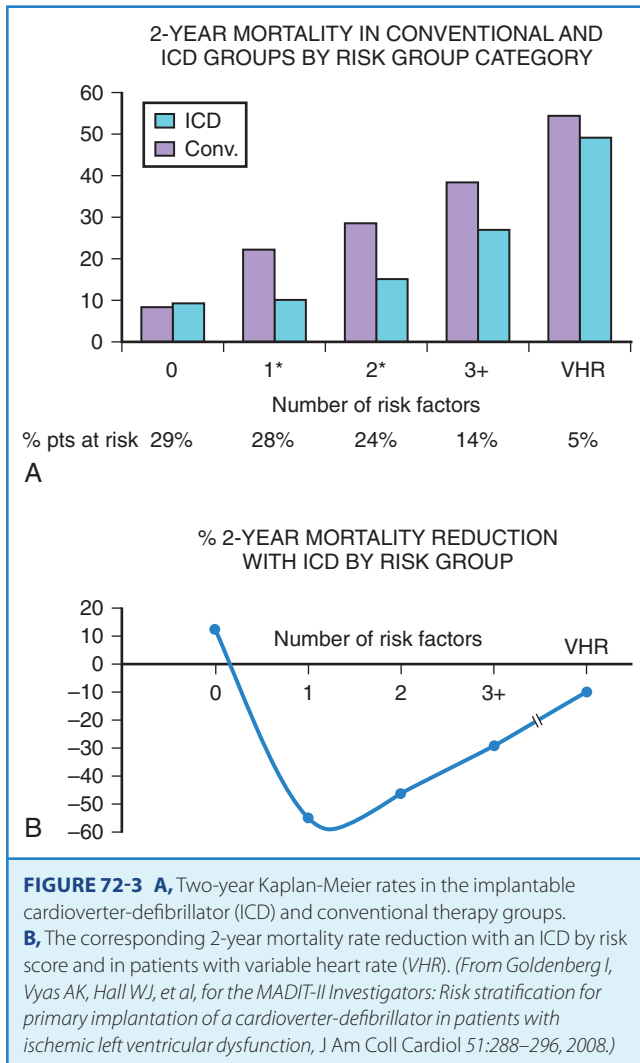 2-YEAR MORTALITY IN CONVENTIONAL AND
ICD GROUPS BY RISK GROUP CATEGORY
60
50
40
30
20
10
0
ICD
Conv.
0 1* 2* 3+ VHR
Number of risk factors
% pts at risk 29% 28% 24% 14% 5%
A
% 2-YEAR MORTALITY REDUCTION
WITH ICD BY RISK GROUP
20
10
0
–10
–20
–30
–40
–50
–60
Number of risk factors
VHR
0 1 2 3+
B
FIGURE 72-3 A, Two-year Kaplan-Meier rates in the implantable
cardioverter-defibrillator (ICD) and conventional therapy groups.
B, The corresponding 2-year mortality rate reduction with an ICD by risk
score and in patients with variable heart rate (VHR). (From Goldenberg I,
Vyas AK, Hall WJ, et al, for the MADIT-II Investigators: Risk stratification for
primary implantation of a cardioverter-defibrillator in patients with
ischemic left ventricular dysfunction, J Am Coll Cardiol 51:288–296, 2008.)